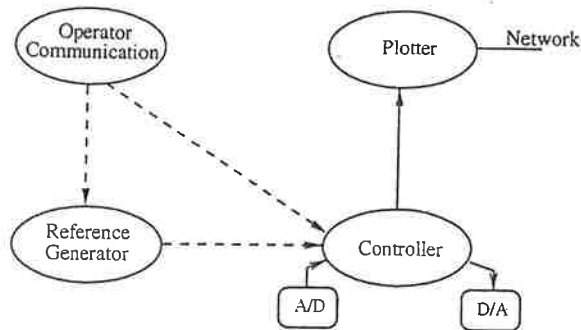 Operator
Communication
Plotter
Network
Reference
Generator
Controller
A/D
D/A